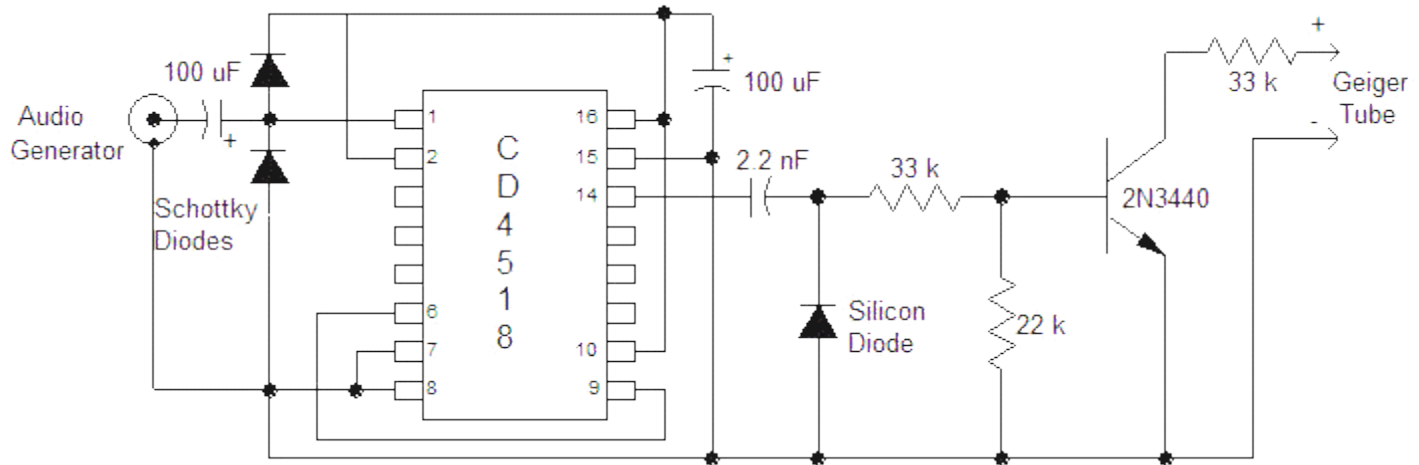 Audio
Generator
100 uF
+
Schottky
Diodes
1
2
6
7
8
C
D
4
5
1
8
16
15
14
10
9
+
100 uF
2.2 nF
33 k
Silicon
Diode
22 k
2N3440
33 k
+
Geiger
Tube
-